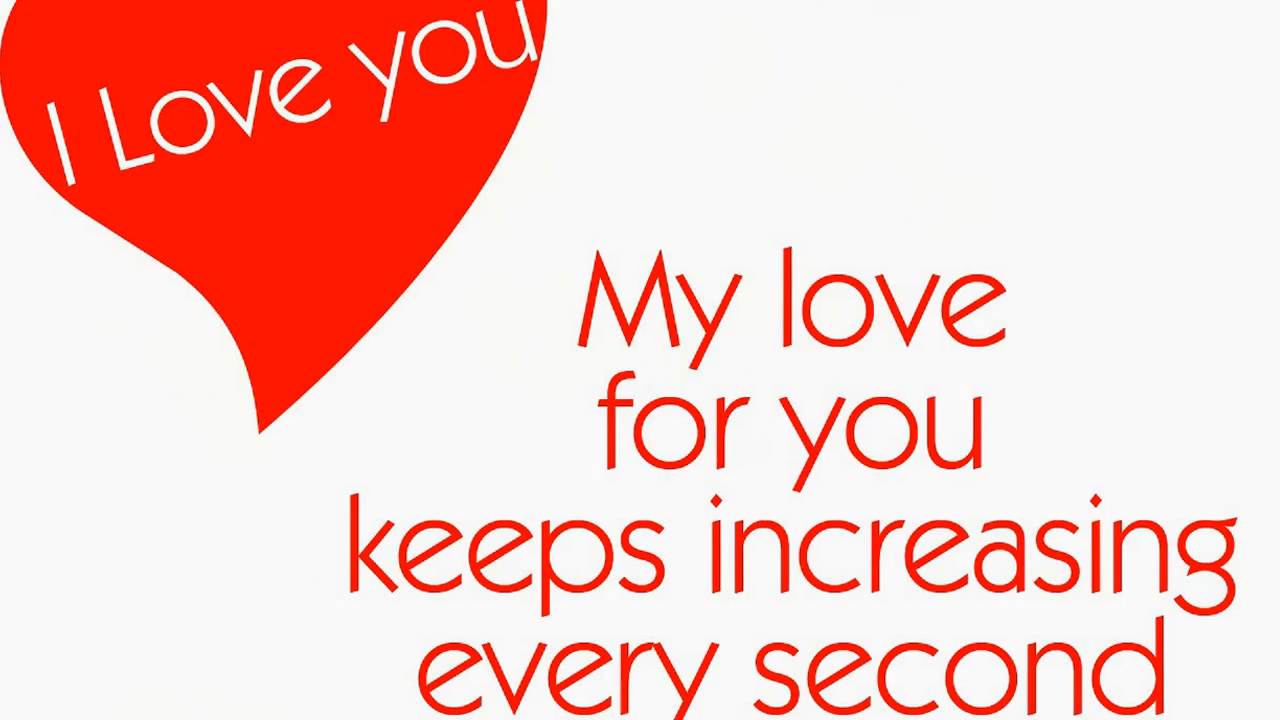 I Love you
My love
for you
keeps increasing
every second